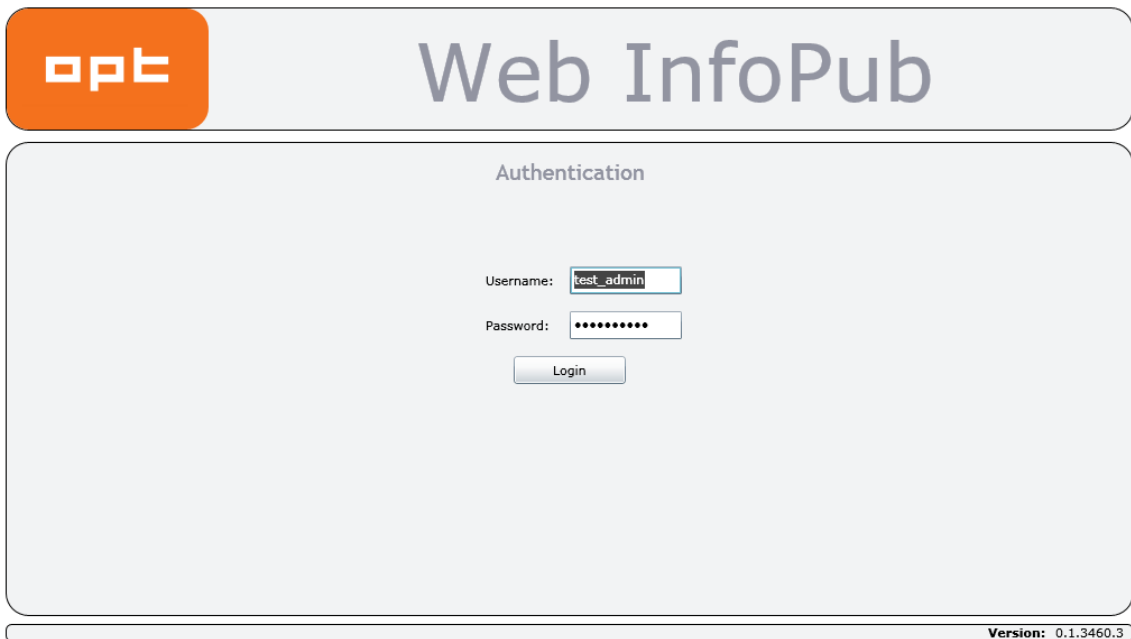 opt
Web InfoPub
Authentication
Username: test_admin
Password: ••••••••••
Login
Version: 0.1.3460.3